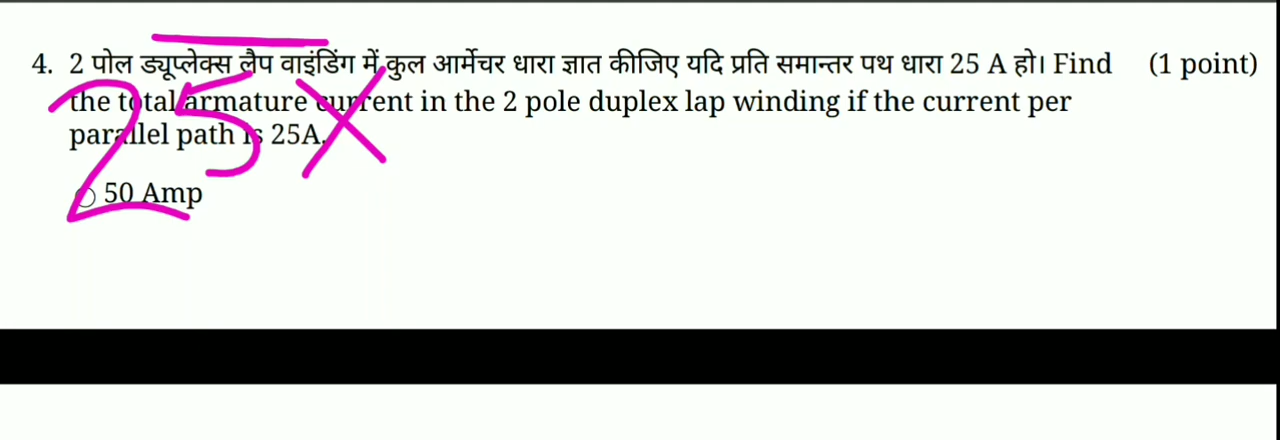 4. 2 पोल ड्यूप्लेक्स लैप वाइंडिंग में कुल आर्मेचर धारा ज्ञात कीजिए यदि प्रति समान्तर पथ धारा 25 A हो। Find (1 point)
the total armature current in the 2 pole duplex lap winding if the current per
parallel path is 25A.
25 X
50 Amp